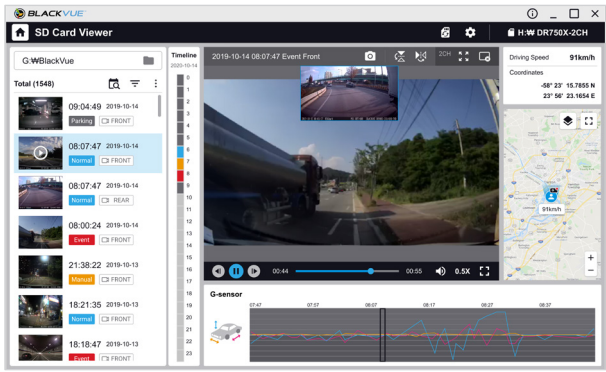 BLACKVUE
SD Card Viewer
H:₩ DR750X-2CH
G:₩BlackVue
Total (1548)
09:04:49 2019-10-14
Parking FRONT
08:07:47 2019-10-14
Normal FRONT
08:07:47 2019-10-14
Normal REAR
08:00:24 2019-10-14
Event FRONT
21:38:22 2019-10-13
Manual FRONT
18:21:35 2019-10-13
Normal FRONT
18:18:47 2019-10-13
Event FRONT
Timeline
2020-10-14
0
1
2
3
4
5
6
7
8
9
10
11
12
13
14
15
16
17
18
19
20
21
22
23
2019-10-14 08:07:47 Event Front
2CH
00:44
00:55
0.5X
Driving Speed 91km/h
Coordinates
-58° 23' 15.7855 N
23° 56' 23.1654 E
91km/h
+
−
G-sensor
07:47 07:57 08:07 08:17 08:27 08:37